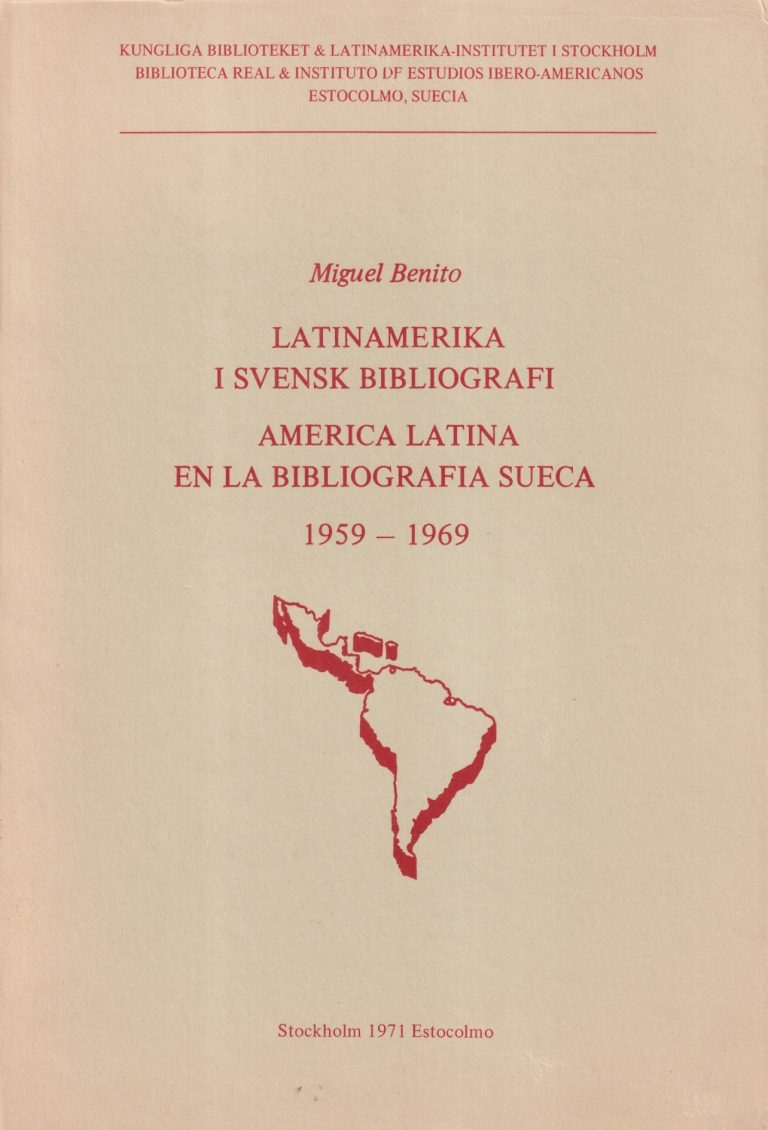 KUNGLIGA BIBLIOTEKET & LATINAMERIKA-INSTITUTET I STOCKHOLM
BIBLIOTECA REAL & INSTITUTO DE ESTUDIOS IBERO-AMERICANOS
ESTOCOLMO, SUECIA
Miguel Benito
LATINAMERIKA
I SVENSK BIBLIOGRAFI
AMERICA LATINA
EN LA BIBLIOGRAFIA SUECA
1959 – 1969
Stockholm 1971 Estocolmo